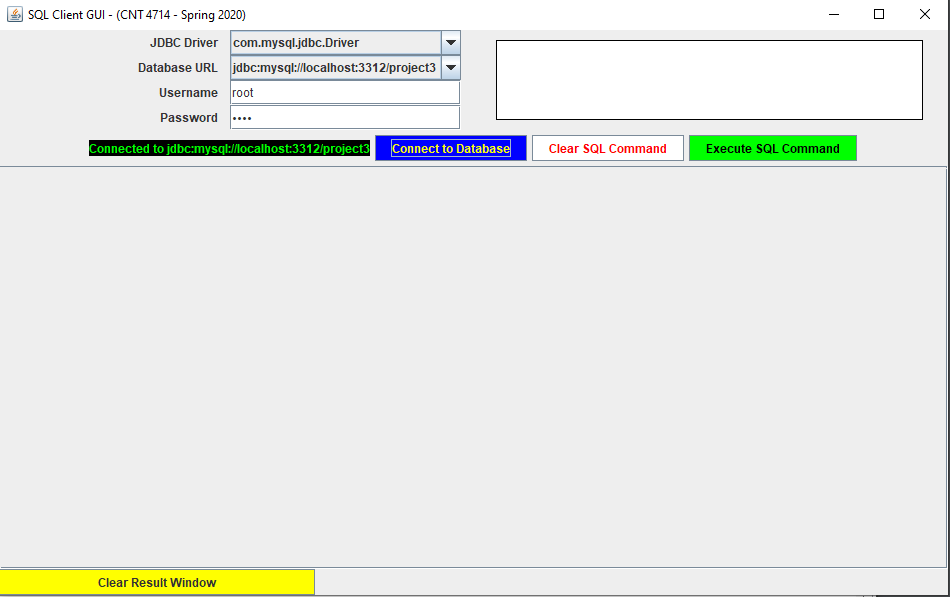 SQL Client GUI - (CNT 4714 - Spring 2020)
JDBC Driver com.mysql.jdbc.Driver
Database URL jdbc:mysql://localhost:3312/project3
Username root
Password ••••
Connected to jdbc:mysql://localhost:3312/project3 Connect to Database Clear SQL Command Execute SQL Command
Clear Result Window